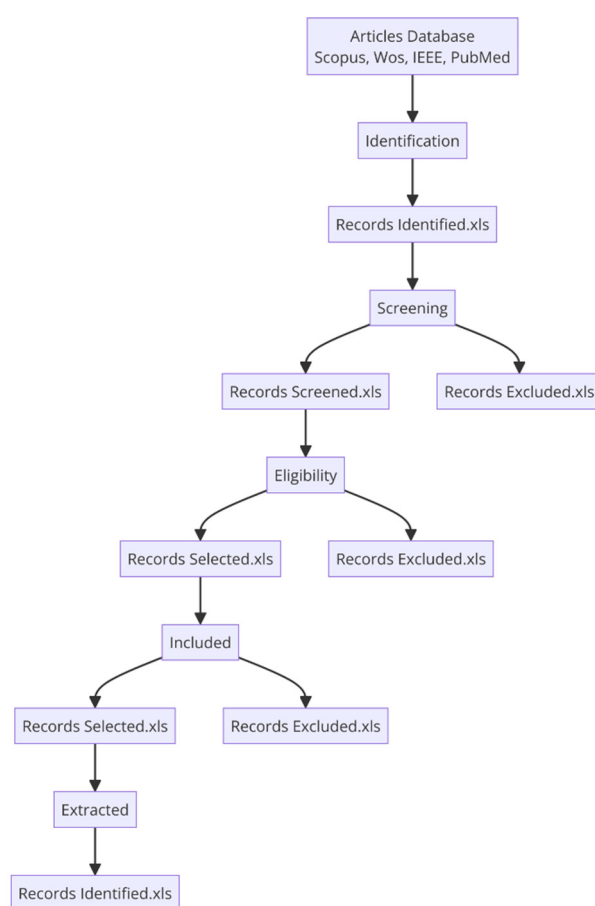 Articles Database
Scopus, Wos, IEEE, PubMed
Identification
Records Identified.xls
Screening
Records Screened.xls
Records Excluded.xls
Eligibility
Records Selected.xls
Records Excluded.xls
Included
Records Selected.xls
Records Excluded.xls
Extracted
Records Identified.xls